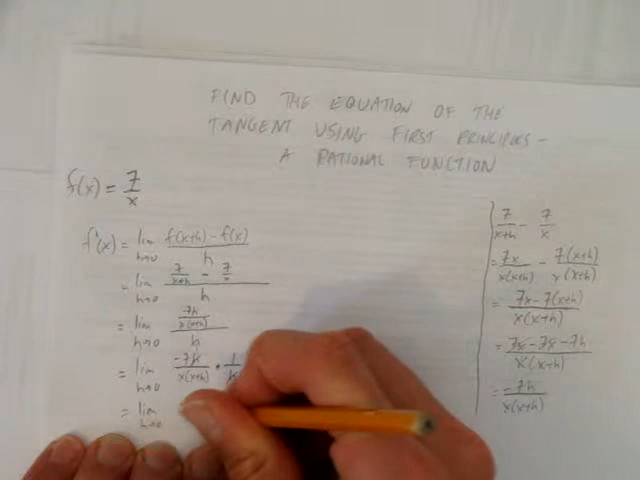 FIND THE EQUATION OF THE
TANGENT USING FIRST PRINCIPLES –
A RATIONAL FUNCTION
f(x) = 7/x
f'(x) = lim h→0 (f(x+h) – f(x))/h
= lim h→0 (7/(x+h) – 7/x)/h
= lim h→0 (–7h/(x(x+h)))/h
= lim h→0 –7h/(x(x+h)) • 1/h
= lim h→0
7/(x+h) – 7/x
= 7x/(x(x+h)) – 7(x+h)/(x(x+h))
= (7x – 7(x+h))/(x(x+h))
= (7x – 7x – 7h)/(x(x+h))
= –7h/(x(x+h))